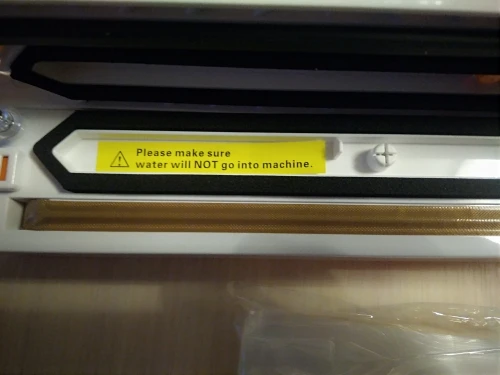 Please make sure
water will NOT go into machine.